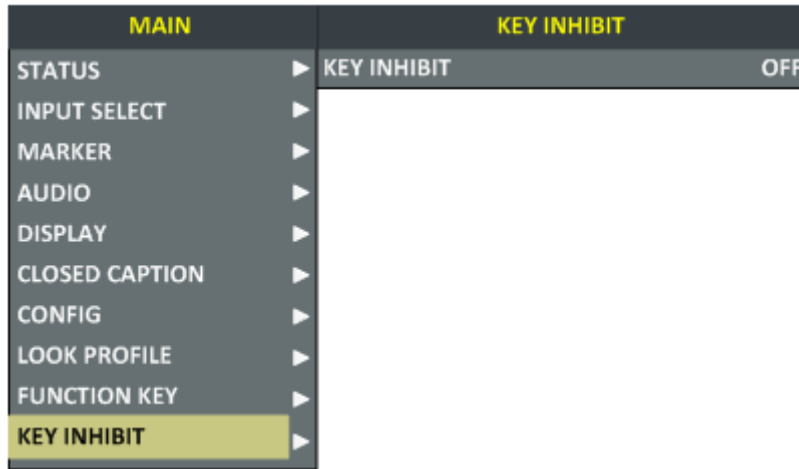 MAIN
STATUS
INPUT SELECT
MARKER
AUDIO
DISPLAY
CLOSED CAPTION
CONFIG
LOOK PROFILE
FUNCTION KEY
KEY INHIBIT
KEY INHIBIT
KEY INHIBIT OFF